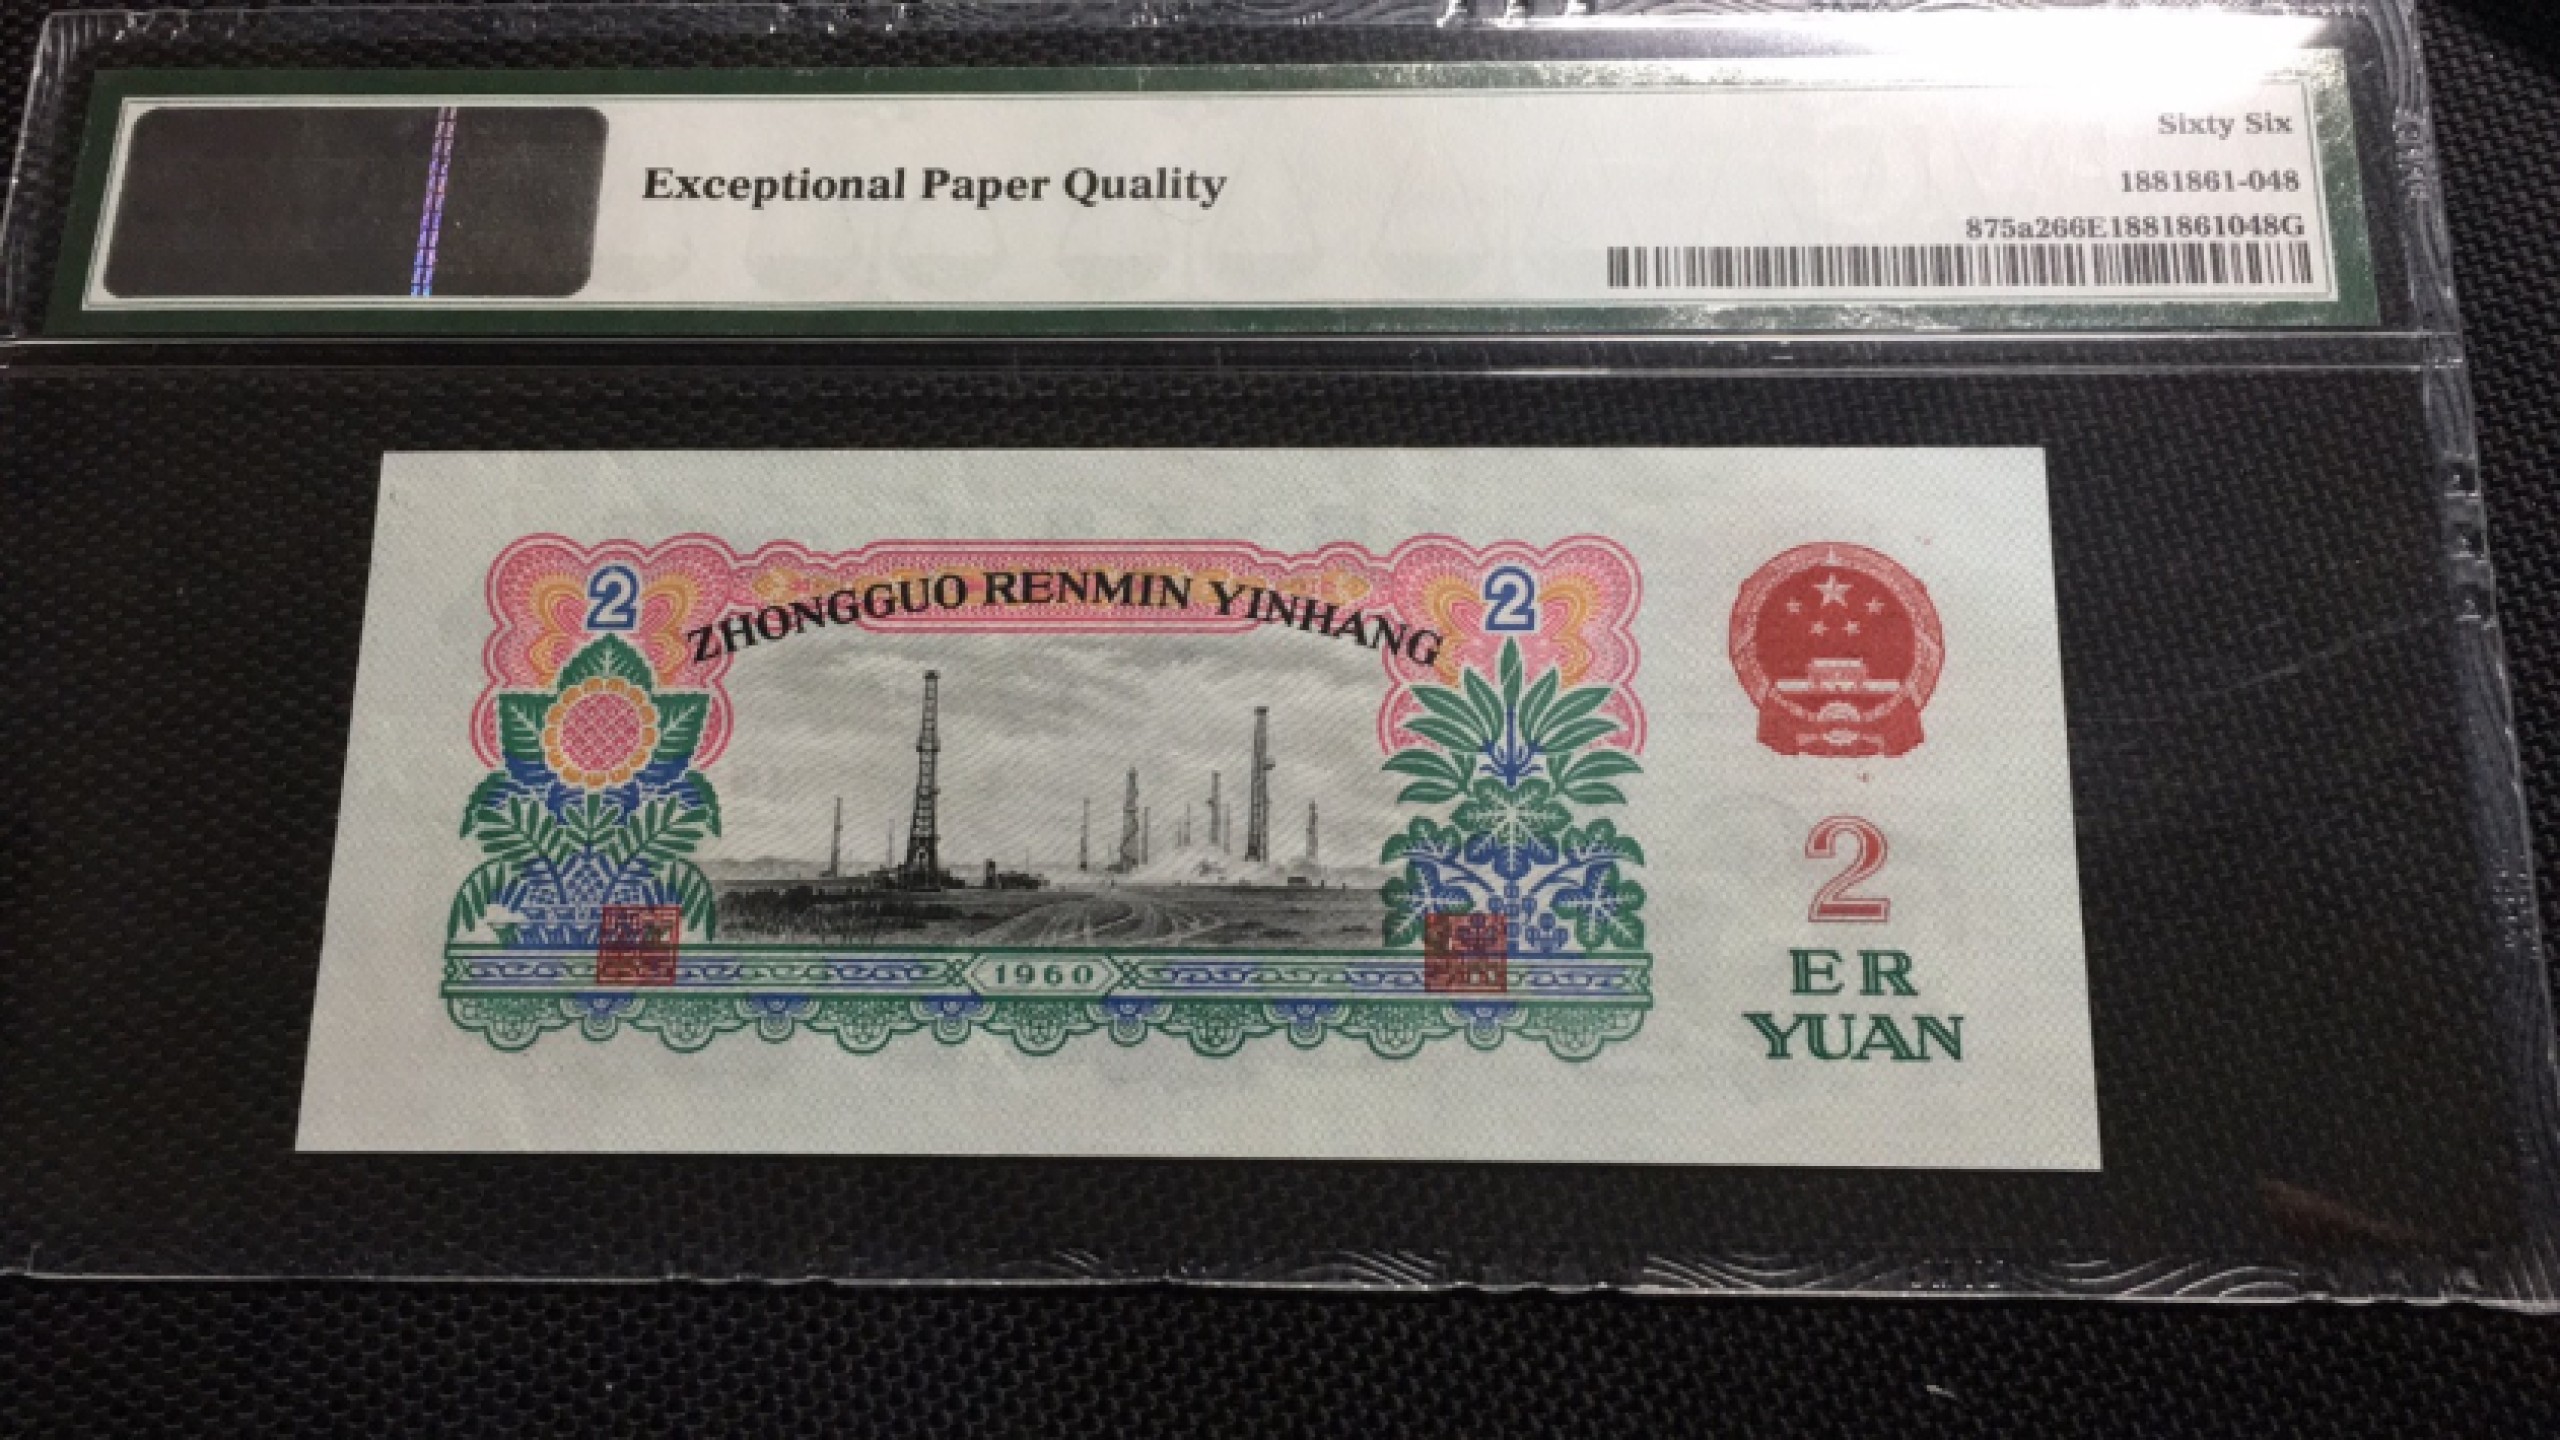 Sixty Six
Exceptional Paper Quality
1881861-048
875a266E1881861048G
2
ZHONGGUO RENMIN YINHANG
2
2
ER
YUAN
1960